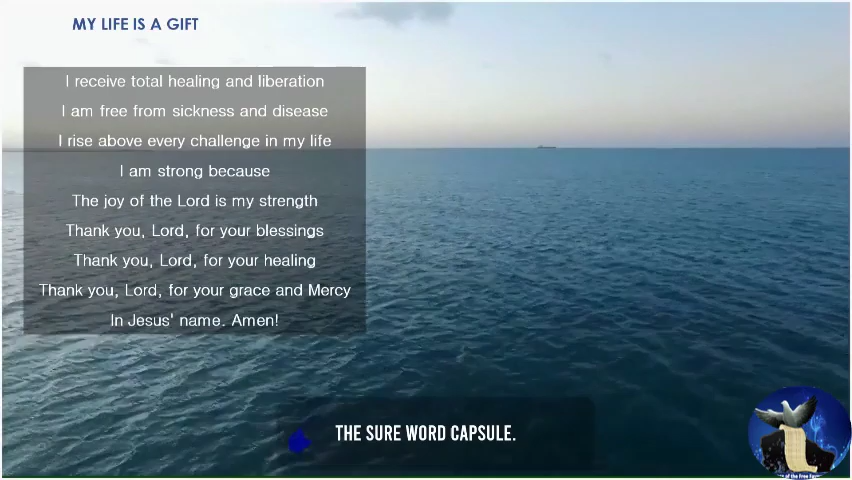 MY LIFE IS A GIFT
I receive total healing and liberation
I am free from sickness and disease
I rise above every challenge in my life
I am strong because
The joy of the Lord is my strength
Thank you, Lord, for your blessings
Thank you, Lord, for your healing
Thank you, Lord, for your grace and Mercy
In Jesus' name. Amen!
THE SURE WORD CAPSULE.
of the Free